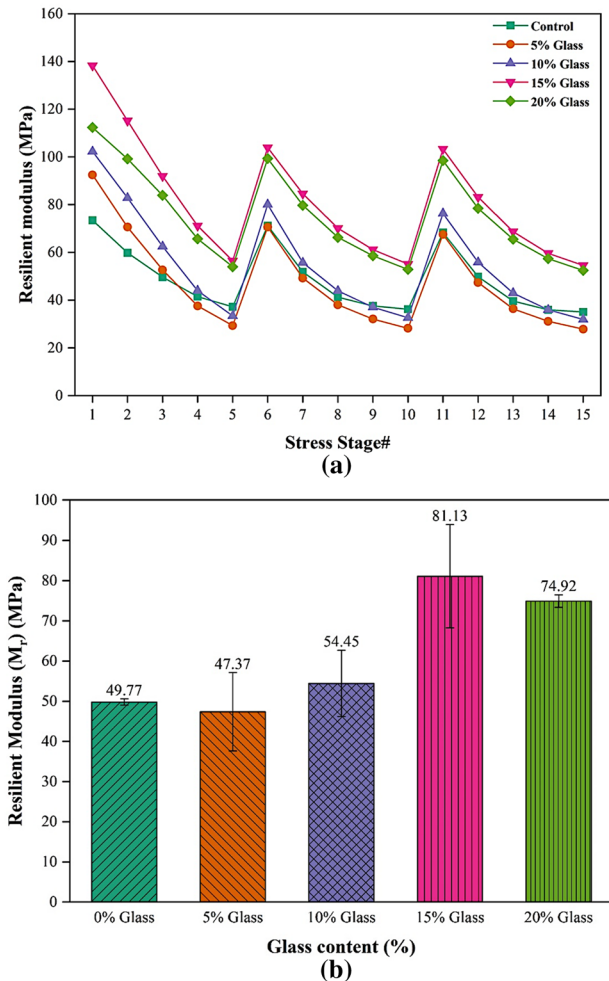 160
140
120
100
80
60
40
20
0
Resilient modulus (MPa)
Control
5% Glass
10% Glass
15% Glass
20% Glass
1 2 3 4 5 6 7 8 9 10 11 12 13 14 15
Stress Stage#
(a)
100
90
80
70
60
50
40
30
20
10
0
Resilient Modulus (Mr) (MPa)
49.77
47.37
54.45
81.13
74.92
0% Glass 5% Glass 10% Glass 15% Glass 20% Glass
Glass content (%)
(b)